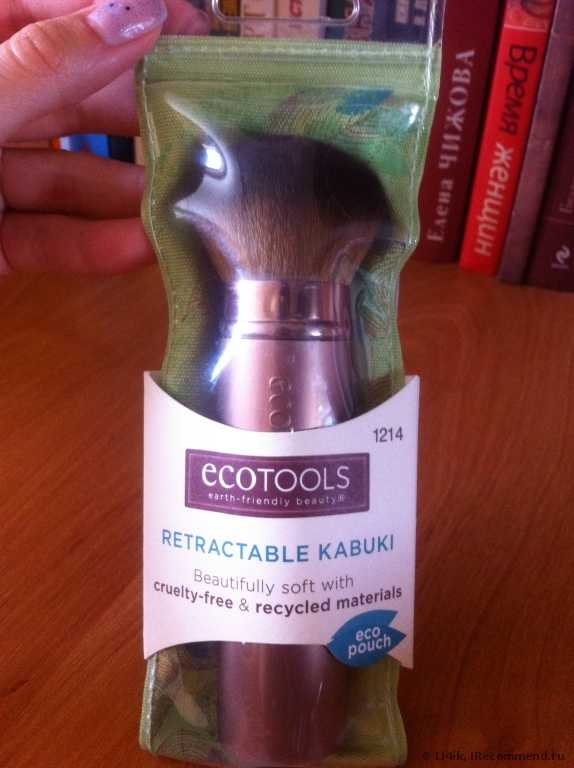 Елена ЧИЖОВА
Время женщин
1214
ecoTOOLS
earth-friendly beauty®
RETRACTABLE KABUKI
Beautifully soft with
cruelty-free & recycled materials
eco
pouch
© Li4ik, IRecommend.ru